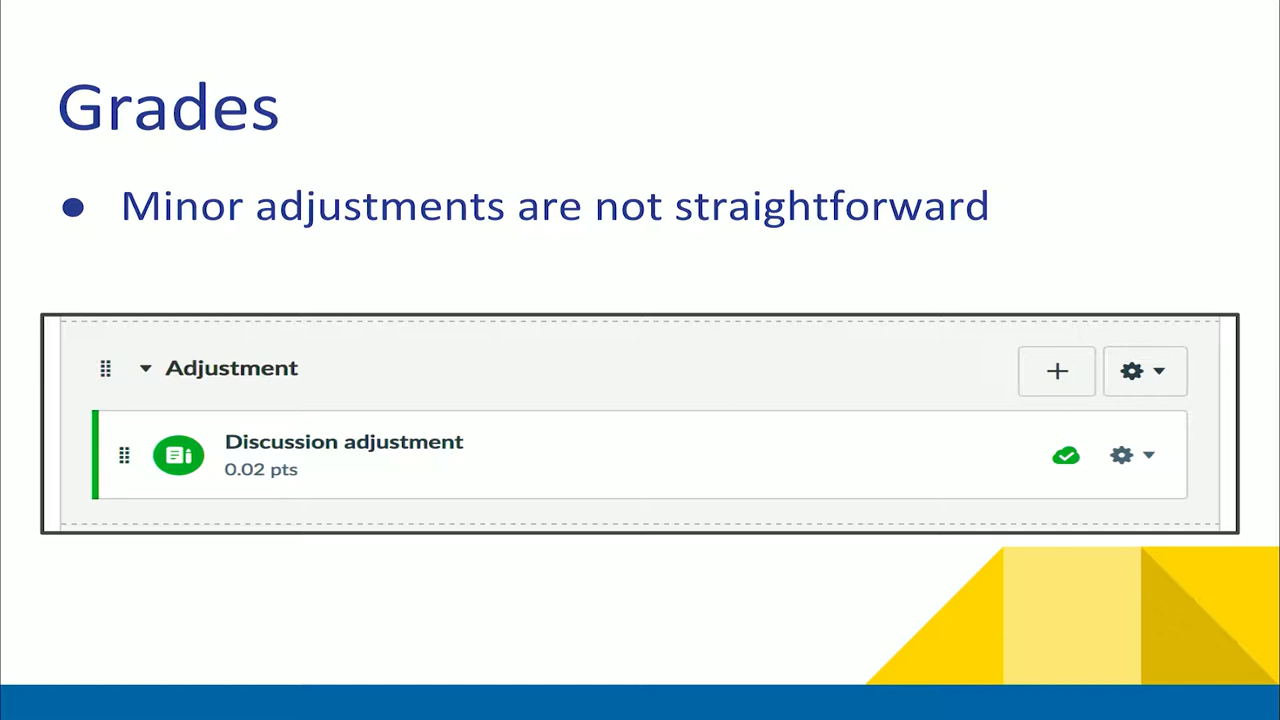 Grades
● Minor adjustments are not straightforward
Adjustment
Discussion adjustment
0.02 pts